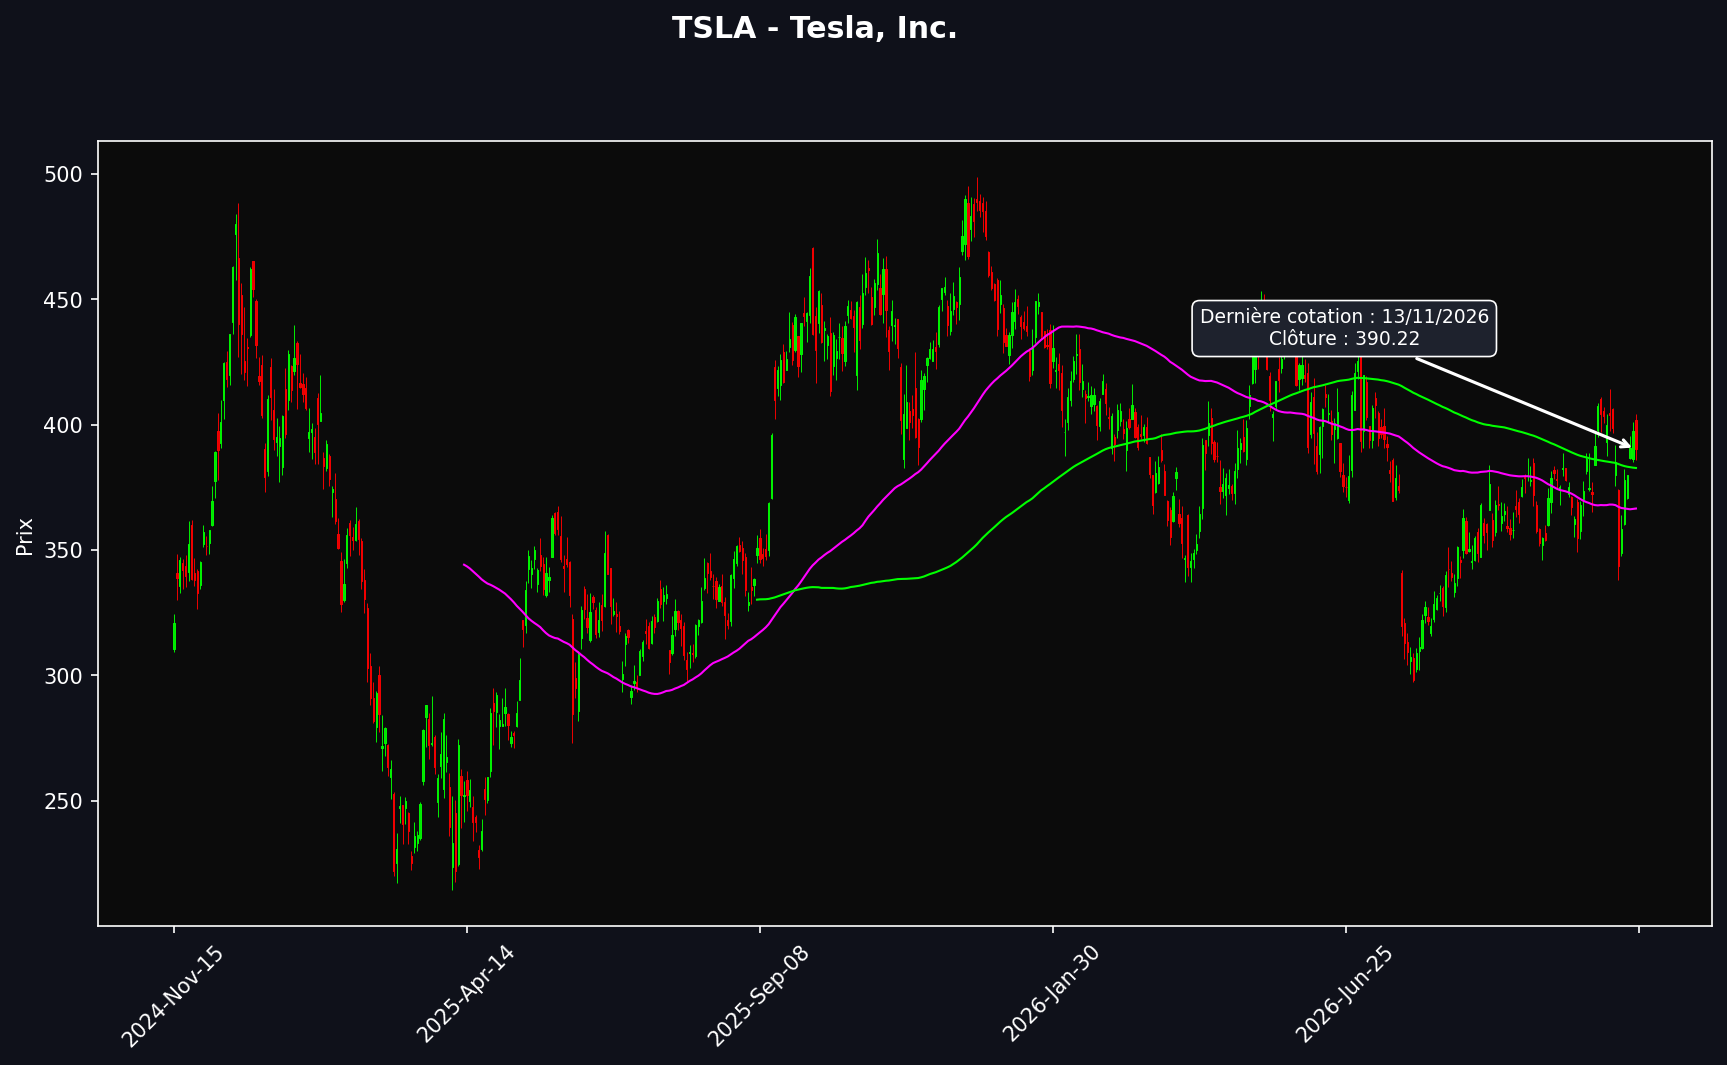 TSLA - Tesla, Inc.
500
450
400
350
300
250
Prix
Dernière cotation : 13/11/2026
Clôture : 390.22
2024-Nov-15
2025-Apr-14
2025-Sep-08
2026-Jan-30
2026-Jun-25